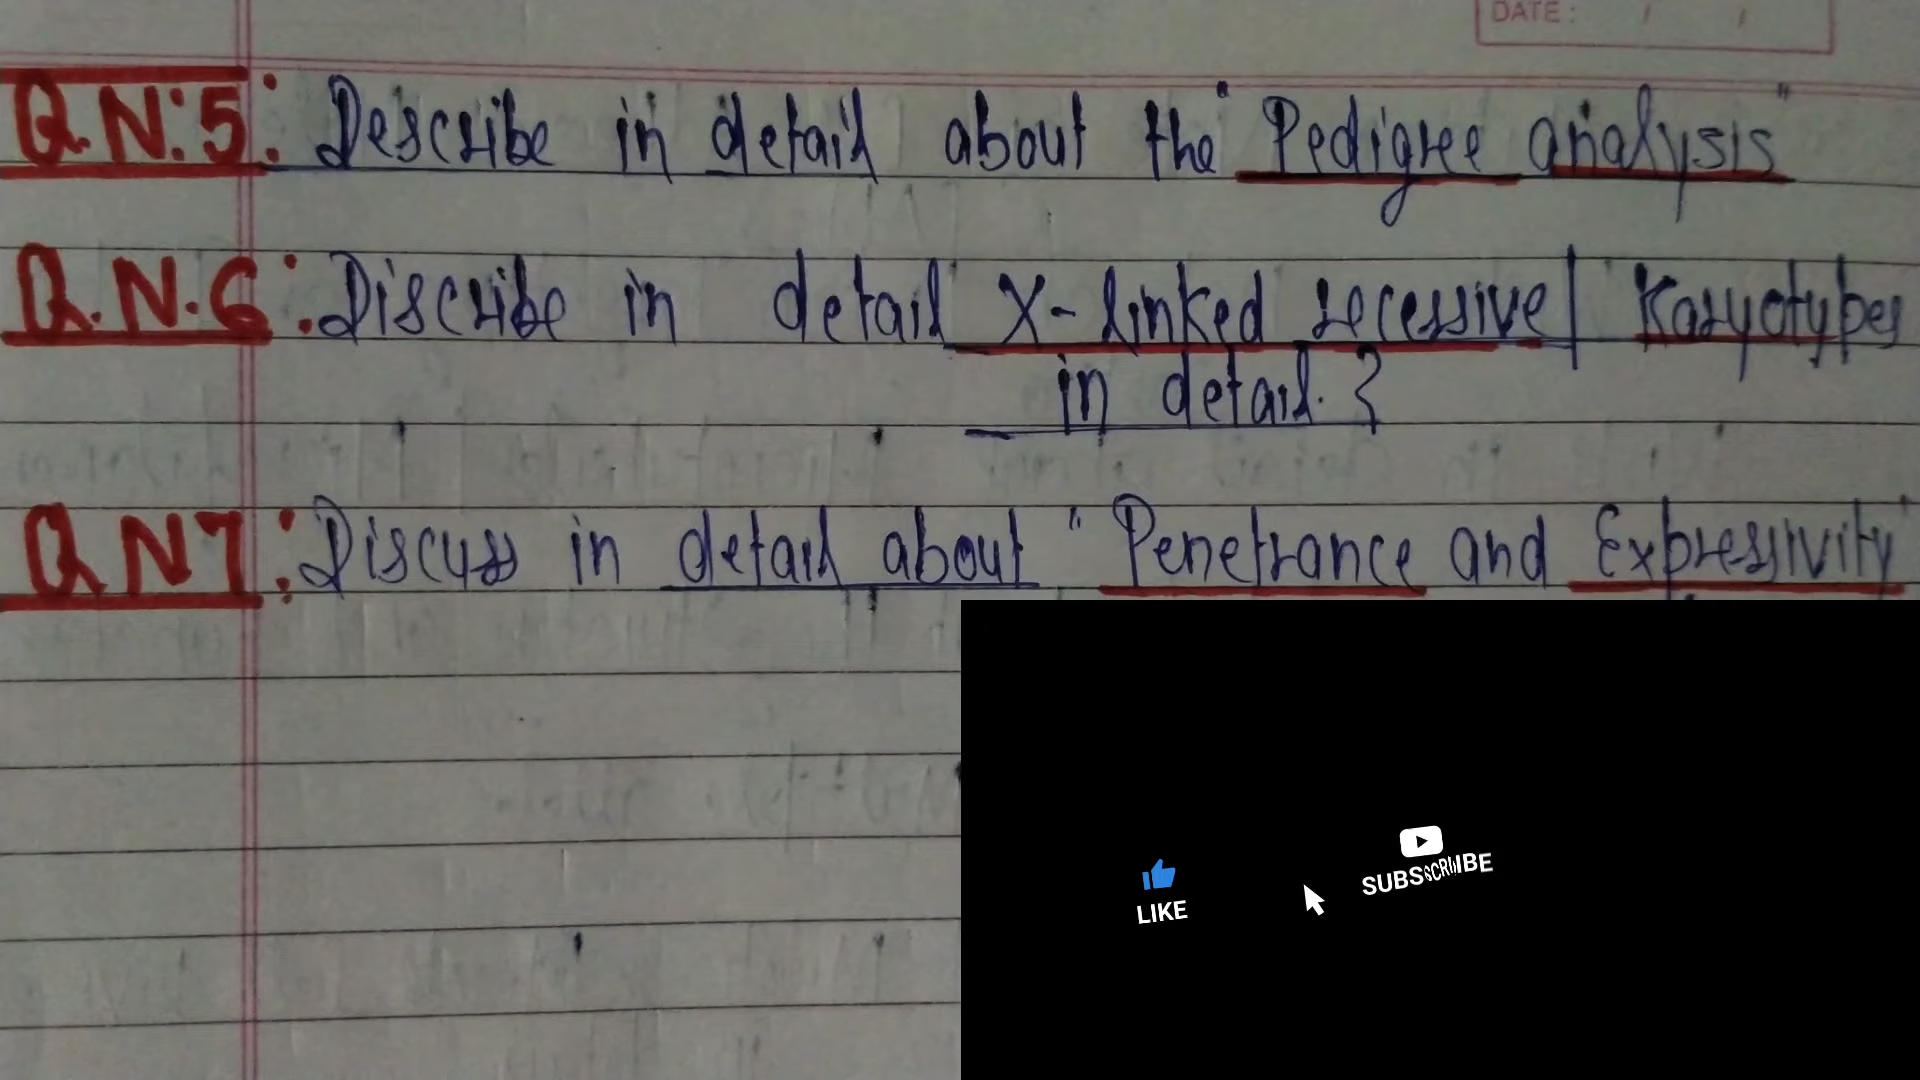 DATE: / /
Q.N:5: Describe in detail about the "Pedigree analysis"
Q.N.6: Discribe in detail X-linked recessive| Karyotypes
in detail. ?
Q N 7: Discuss in detail about "Penetrance and Expressivity"
LIKE
SUBSCRIBE